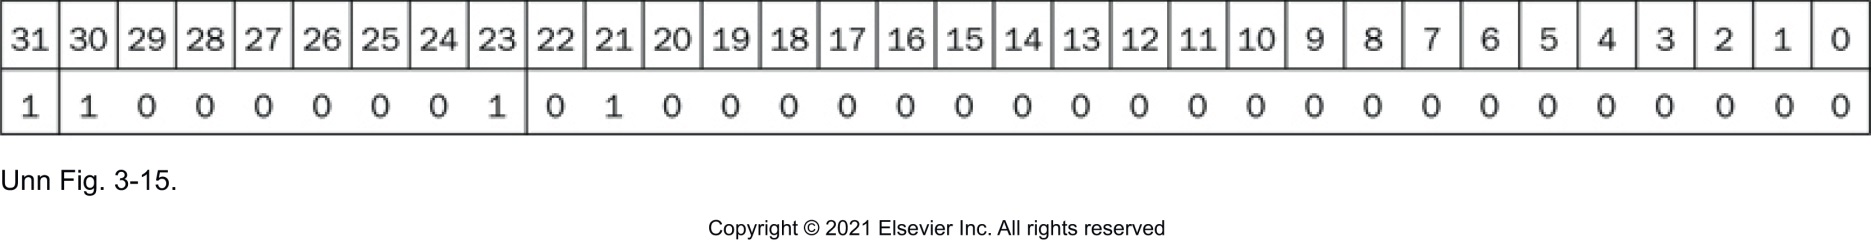 31 30 29 28 27 26 25 24 23 22 21 20 19 18 17 16 15 14 13 12 11 10 9 8 7 6 5 4 3 2 1 0
1 1 0 0 0 0 0 0 1 0 1 0 0 0 0 0 0 0 0 0 0 0 0 0 0 0 0 0 0 0 0 0
Unn Fig. 3-15.
Copyright © 2021 Elsevier Inc. All rights reserved